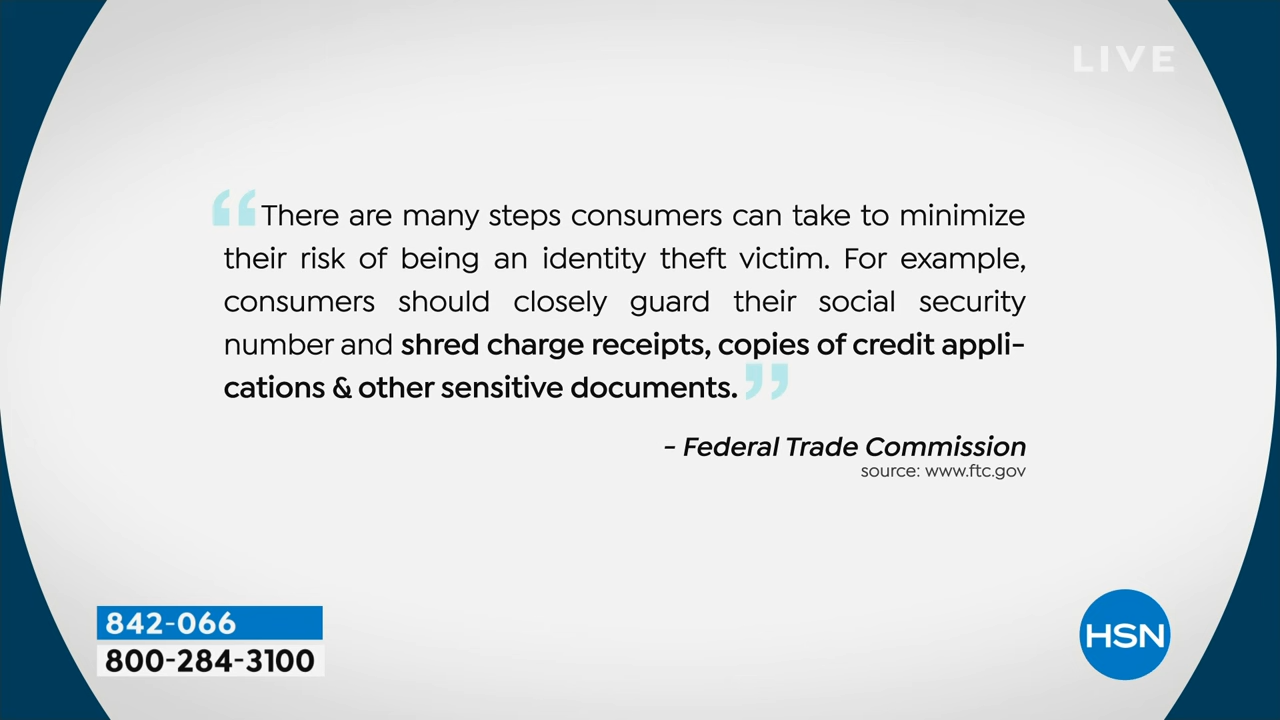 LIVE
“There are many steps consumers can take to minimize
their risk of being an identity theft victim. For example,
consumers should closely guard their social security
number and shred charge receipts, copies of credit appli-
cations & other sensitive documents.”
- Federal Trade Commission
source: www.ftc.gov
842-066
800-284-3100
HSN